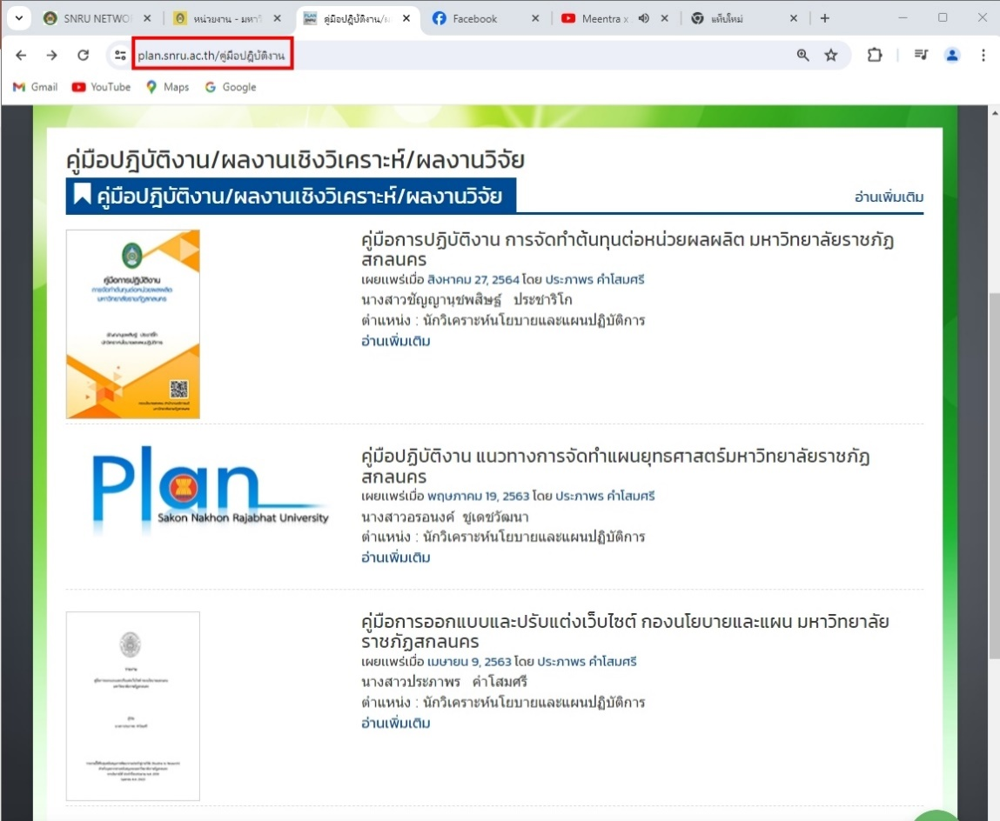 SNRU NETWO
หน่วยงาน - มหาวิ
คู่มือปฏิบัติงาน/ผ
Facebook
Meentra x
แท็บใหม่
plan.snru.ac.th/คู่มือปฏิบัติงาน
Gmail YouTube Maps Google
คู่มือปฎิบัติงาน/ผลงานเชิงวิเคราะห์/ผลงานวิจัย
คู่มือปฎิบัติงาน/ผลงานเชิงวิเคราะห์/ผลงานวิจัย
อ่านเพิ่มเติม
คู่มือการปฏิบัติงาน
การจัดทำต้นทุนต่อหน่วยผลผลิต
มหาวิทยาลัยราชภัฏสกลนคร
คู่มือการปฏิบัติงาน การจัดทำต้นทุนต่อหน่วยผลผลิต มหาวิทยาลัยราชภัฏ
สกลนคร
เผยแพร่เมื่อ สิงหาคม 27, 2564 โดย ประภาพร คำโสมศรี
นางสาวชัญญานุชพสิษฐ์ ประชาริโก
ตำแหน่ง : นักวิเคราะห์นโยบายและแผนปฏิบัติการ
อ่านเพิ่มเติม
Plan
Sakon Nakhon Rajabhat University
คู่มือปฏิบัติงาน แนวทางการจัดทำแผนยุทธศาสตร์มหาวิทยาลัยราชภัฏ
สกลนคร
เผยแพร่เมื่อ พฤษภาคม 19, 2563 โดย ประภาพร คำโสมศรี
นางสาวอรอนงค์ ชูเดชวัฒนา
ตำแหน่ง : นักวิเคราะห์นโยบายและแผนปฏิบัติการ
อ่านเพิ่มเติม
คู่มือการออกแบบและปรับแต่งเว็บไซต์ กองนโยบายและแผน มหาวิทยาลัย
ราชภัฏสกลนคร
เผยแพร่เมื่อ เมษายน 9, 2563 โดย ประภาพร คำโสมศรี
นางสาวประภาพร คำโสมศรี
ตำแหน่ง : นักวิเคราะห์นโยบายและแผนปฏิบัติการ
อ่านเพิ่มเติม